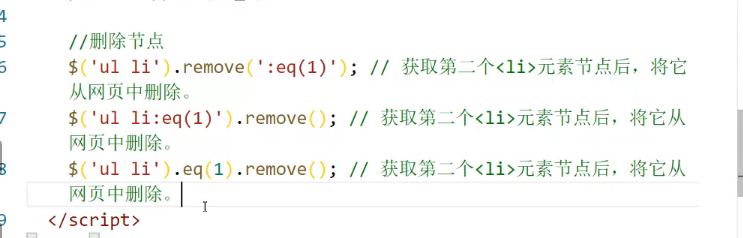 4
5 //删除节点
6 $('ul li').remove(':eq(1)'); // 获取第二个<li>元素节点后，将它
从网页中删除。
7 $('ul li:eq(1)').remove(); // 获取第二个<li>元素节点后，将它从
网页中删除。
8 $('ul li').eq(1).remove(); // 获取第二个<li>元素节点后，将它从
网页中删除。
9 </script>